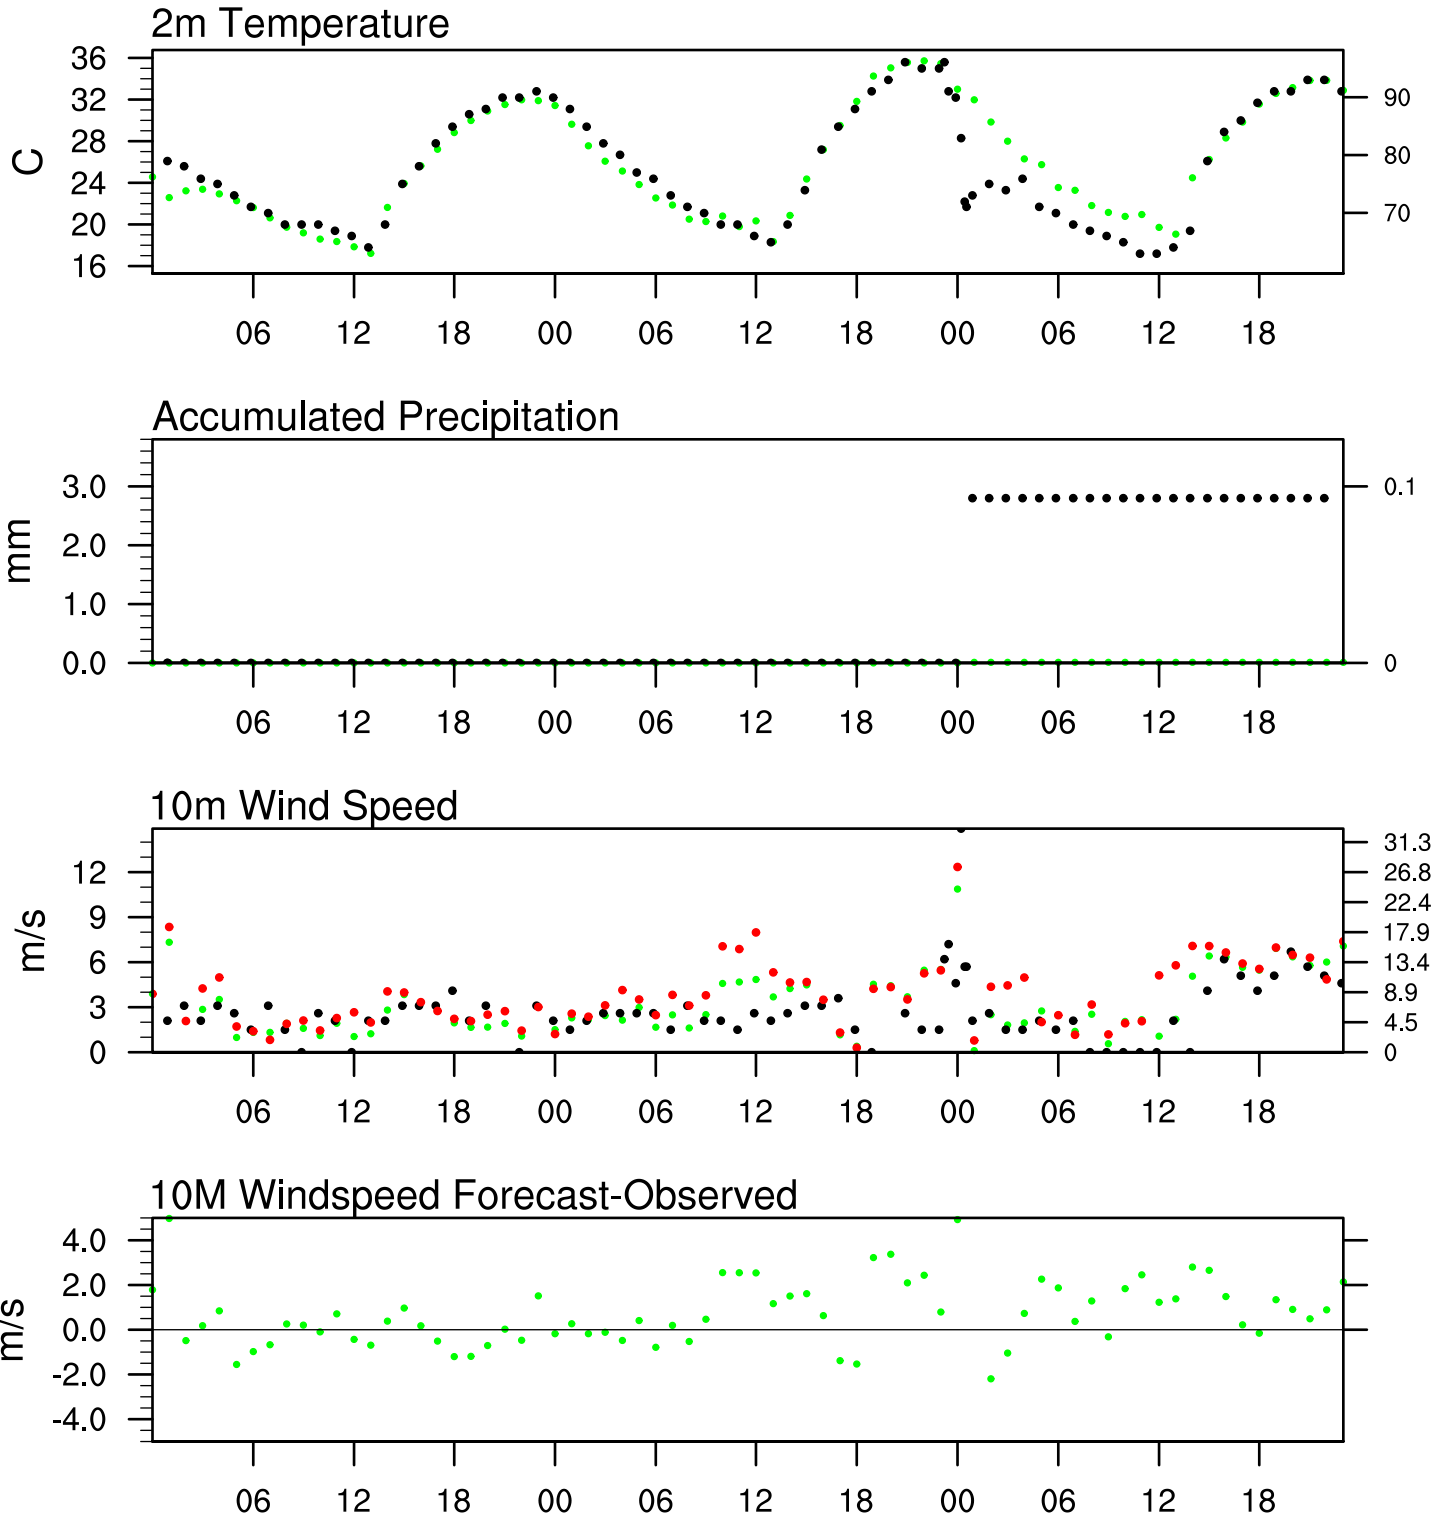 2m Temperature
36
32
28
24
20
16
C
90
80
70
06 12 18 00 06 12 18 00 06 12 18
Accumulated Precipitation
3.0
2.0
1.0
0.0
mm
0.1
0
06 12 18 00 06 12 18 00 06 12 18
10m Wind Speed
12
9
6
3
0
m/s
31.3
26.8
22.4
17.9
13.4
8.9
4.5
0
06 12 18 00 06 12 18 00 06 12 18
10M Windspeed Forecast-Observed
4.0
2.0
0.0
-2.0
-4.0
m/s
06 12 18 00 06 12 18 00 06 12 18